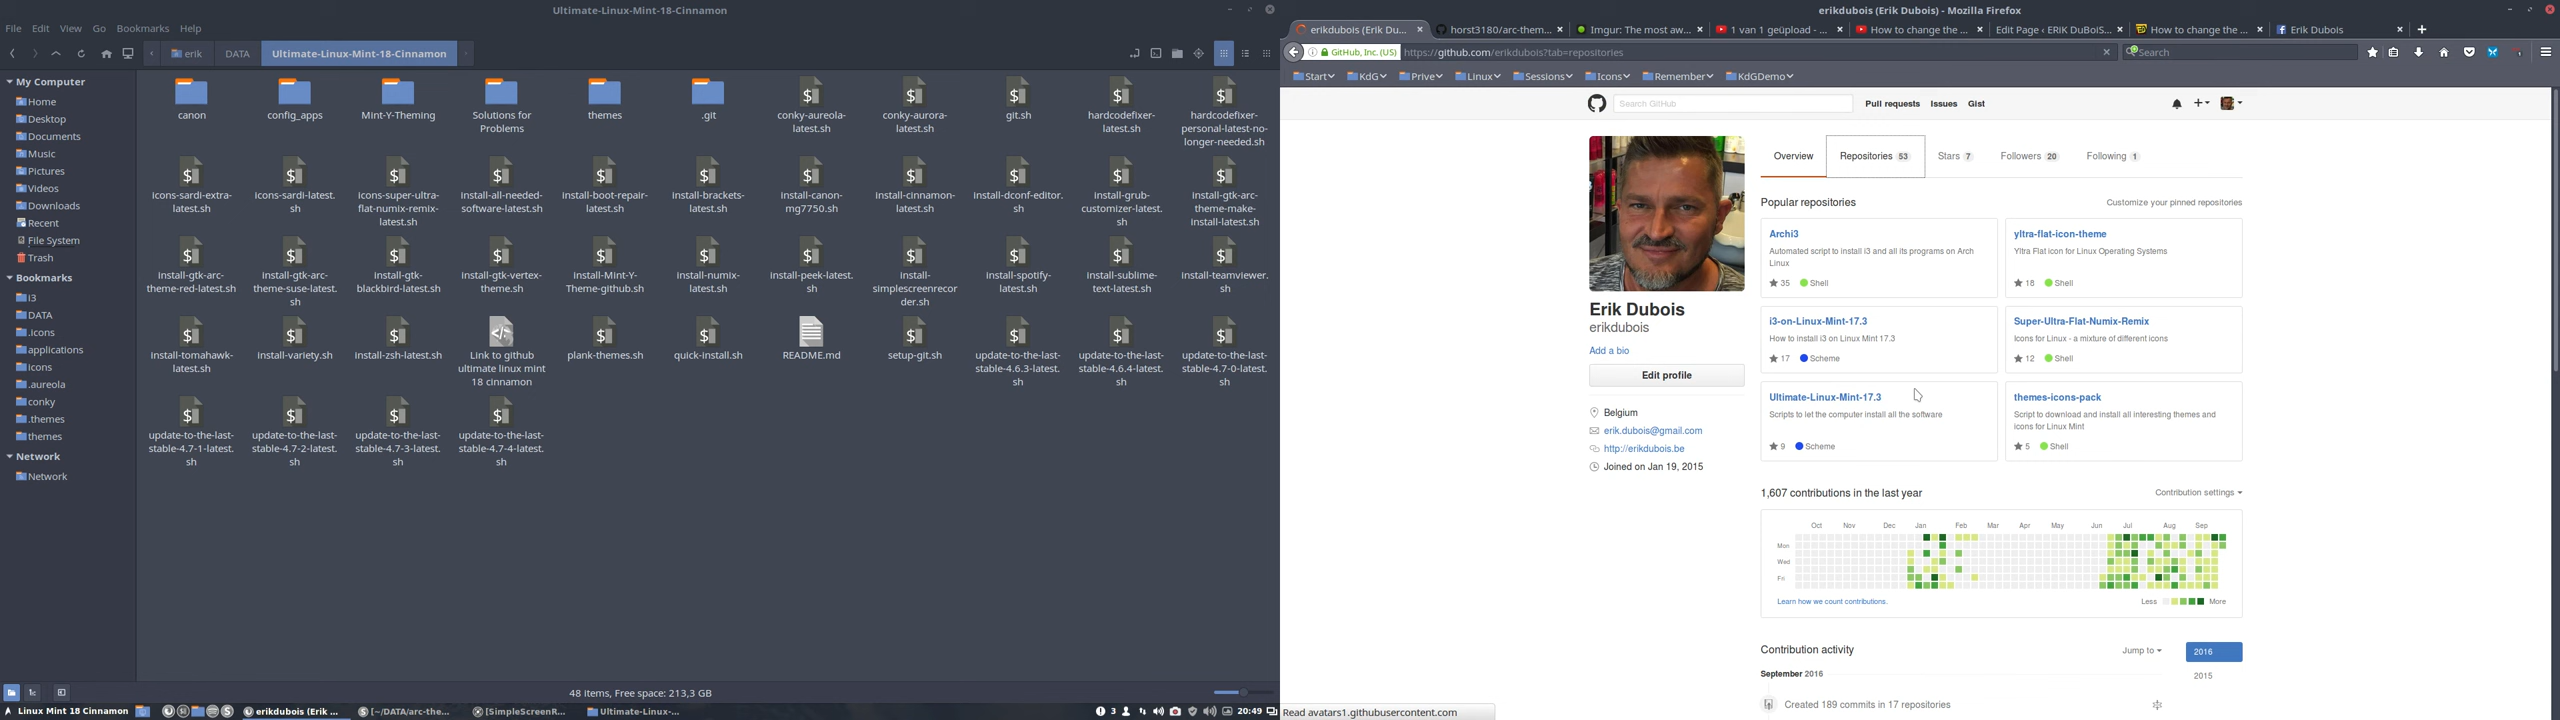 Ultimate-Linux-Mint-18-Cinnamon
File Edit View Go Bookmarks Help
erik DATA Ultimate-Linux-Mint-18-Cinnamon
My Computer
Home
Desktop
Documents
Music
Pictures
Videos
Downloads
Recent
File System
Trash
Bookmarks
i3
DATA
.icons
applications
icons
.aureola
conky
.themes
themes
Network
Network
canon
config_apps
Mint-Y-Theming
Solutions for
Problems
themes
.git
conky-aureola-
latest.sh
conky-aurora-
latest.sh
git.sh
hardcodefixer-
latest.sh
hardcodefixer-
personal-latest-no-
longer-needed.sh
icons-sardi-extra-
latest.sh
icons-sardi-latest.
sh
icons-super-ultra-
flat-numix-remix-
latest.sh
install-all-needed-
software-latest.sh
install-boot-repair-
latest.sh
install-brackets-
latest.sh
install-canon-
mg7750.sh
install-cinnamon-
latest.sh
install-dconf-editor.
sh
install-grub-
customizer-latest.
sh
install-gtk-arc-
theme-make-
install-latest.sh
install-gtk-arc-
theme-red-latest.sh
install-gtk-arc-
theme-suse-latest.
sh
install-gtk-
blackbird-latest.sh
install-gtk-vertex-
theme.sh
install-Mint-Y-
Theme-github.sh
install-numix-
latest.sh
install-peek-latest.
sh
install-
simplescreenrecor
der.sh
install-spotify-
latest.sh
install-sublime-
text-latest.sh
install-teamviewer.
sh
install-tomahawk-
latest.sh
install-variety.sh
install-zsh-latest.sh
Link to github
ultimate linux mint
18 cinnamon
plank-themes.sh
quick-install.sh
README.md
setup-git.sh
update-to-the-last-
stable-4.6.3-latest.
sh
update-to-the-last-
stable-4.6.4-latest.
sh
update-to-the-last-
stable-4.7-0-latest.
sh
update-to-the-last-
stable-4.7-1-latest.
sh
update-to-the-last-
stable-4.7-2-latest.
sh
update-to-the-last-
stable-4.7-3-latest.
sh
update-to-the-last-
stable-4.7-4-latest.
sh
48 items, Free space: 213,3 GB
Linux Mint 18 Cinnamon erikdubois (Erik ... [~/DATA/arc-the... [SimpleScreenR... Ultimate-Linux-... 3 20:49
erikdubois (Erik Dubois) - Mozilla Firefox
erikdubois (Erik Du... horst3180/arc-them... Imgur: The most aw... 1 van 1 geüpload - ... How to change the ... Edit Page ‹ ERiK DuBoiS... How to change the ... Erik Dubois
GitHub, Inc. (US) https://github.com/erikdubois?tab=repositories Search
Start KdG Prive Linux Sessions Icons Remember KdGDemo
Search GitHub Pull requests Issues Gist
Overview Repositories 53 Stars 7 Followers 20 Following 1
Erik Dubois
erikdubois
Add a bio
Edit profile
Belgium
erik.dubois@gmail.com
http://erikdubois.be
Joined on Jan 19, 2015
Popular repositories Customize your pinned repositories
Archi3
Automated script to install i3 and all its programs on Arch
Linux
35 Shell
yltra-flat-icon-theme
Yltra Flat icon for Linux Operating Systems
18 Shell
i3-on-Linux-Mint-17.3
How to install i3 on Linux Mint 17.3
17 Scheme
Super-Ultra-Flat-Numix-Remix
Icons for Linux - a mixture of different icons
12 Shell
Ultimate-Linux-Mint-17.3
Scripts to let the computer install all the software
9 Scheme
themes-icons-pack
Script to download and install all interesting themes and
icons for Linux Mint
5 Shell
1,607 contributions in the last year Contribution settings
Oct Nov Dec Jan Feb Mar Apr May Jun Jul Aug Sep
Mon
Wed
Fri
Learn how we count contributions. Less More
Contribution activity Jump to 2016
September 2016 2015
Created 189 commits in 17 repositories
Read avatars1.githubusercontent.com